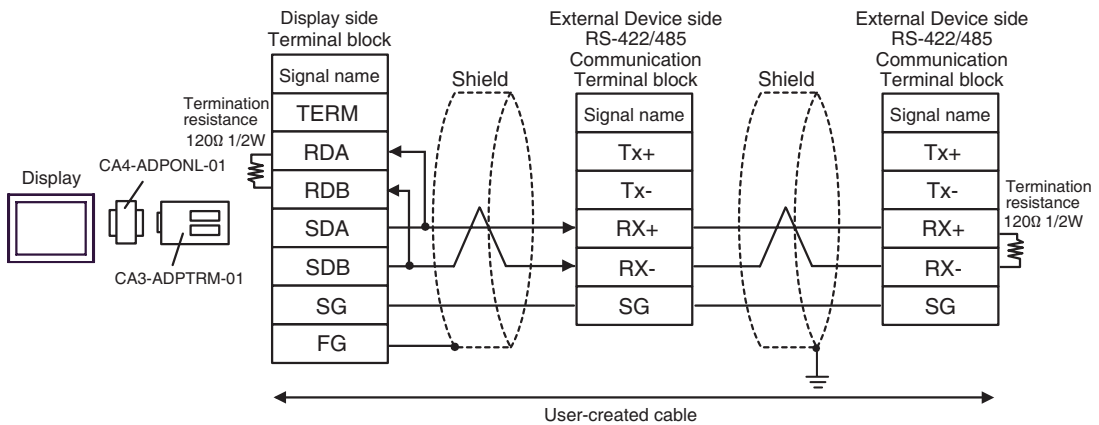 Display side
Terminal block
External Device side
RS-422/485
Communication
Terminal block
External Device side
RS-422/485
Communication
Terminal block
Signal name
TERM
RDA
RDB
SDA
SDB
SG
FG
Shield
Signal name
Tx+
Tx-
RX+
RX-
SG
Shield
Signal name
Tx+
Tx-
RX+
RX-
SG
Termination
resistance
120Ω 1/2W
Termination
resistance
120Ω 1/2W
Display
CA4-ADPONL-01
CA3-ADPTRM-01
User-created cable